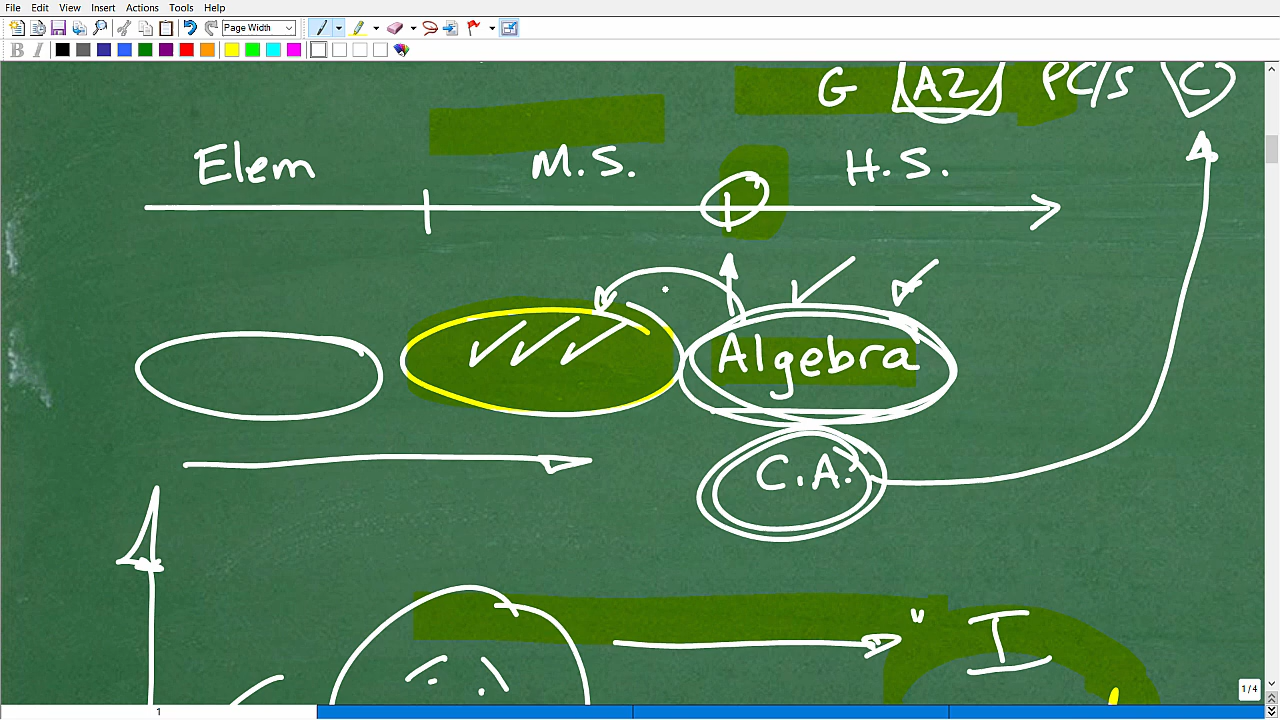 File Edit View Insert Actions Tools Help
Page Width
B I
G A2 PC/S C
Elem M.S. H.S.
Algebra
C.A.
" I
1/4
1